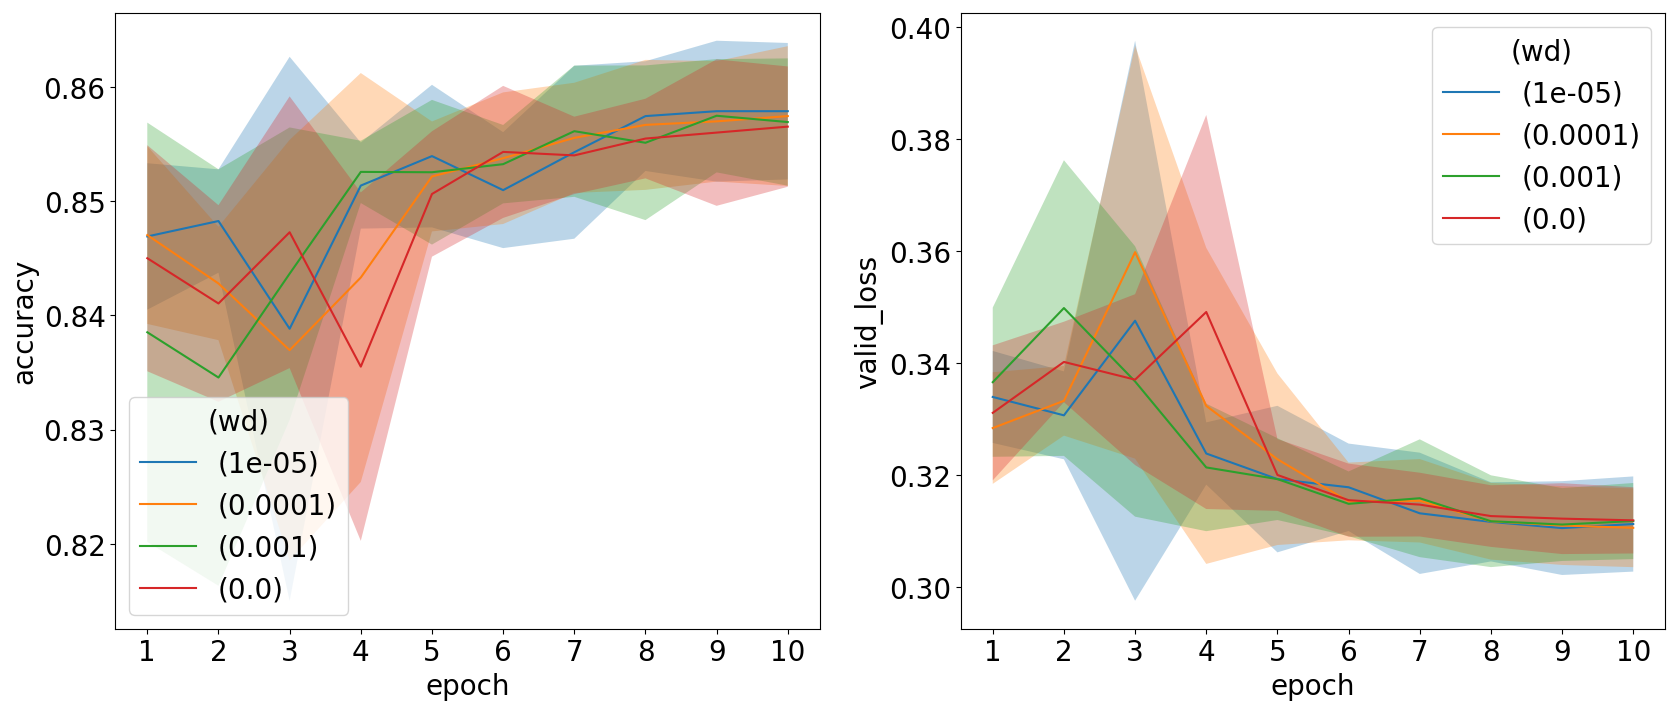 accuracy
0.86
0.85
0.84
0.83
0.82
(wd)
(1e-05)
(0.0001)
(0.001)
(0.0)
1 2 3 4 5 6 7 8 9 10
epoch
valid_loss
0.40
0.38
0.36
0.34
0.32
0.30
(wd)
(1e-05)
(0.0001)
(0.001)
(0.0)
1 2 3 4 5 6 7 8 9 10
epoch